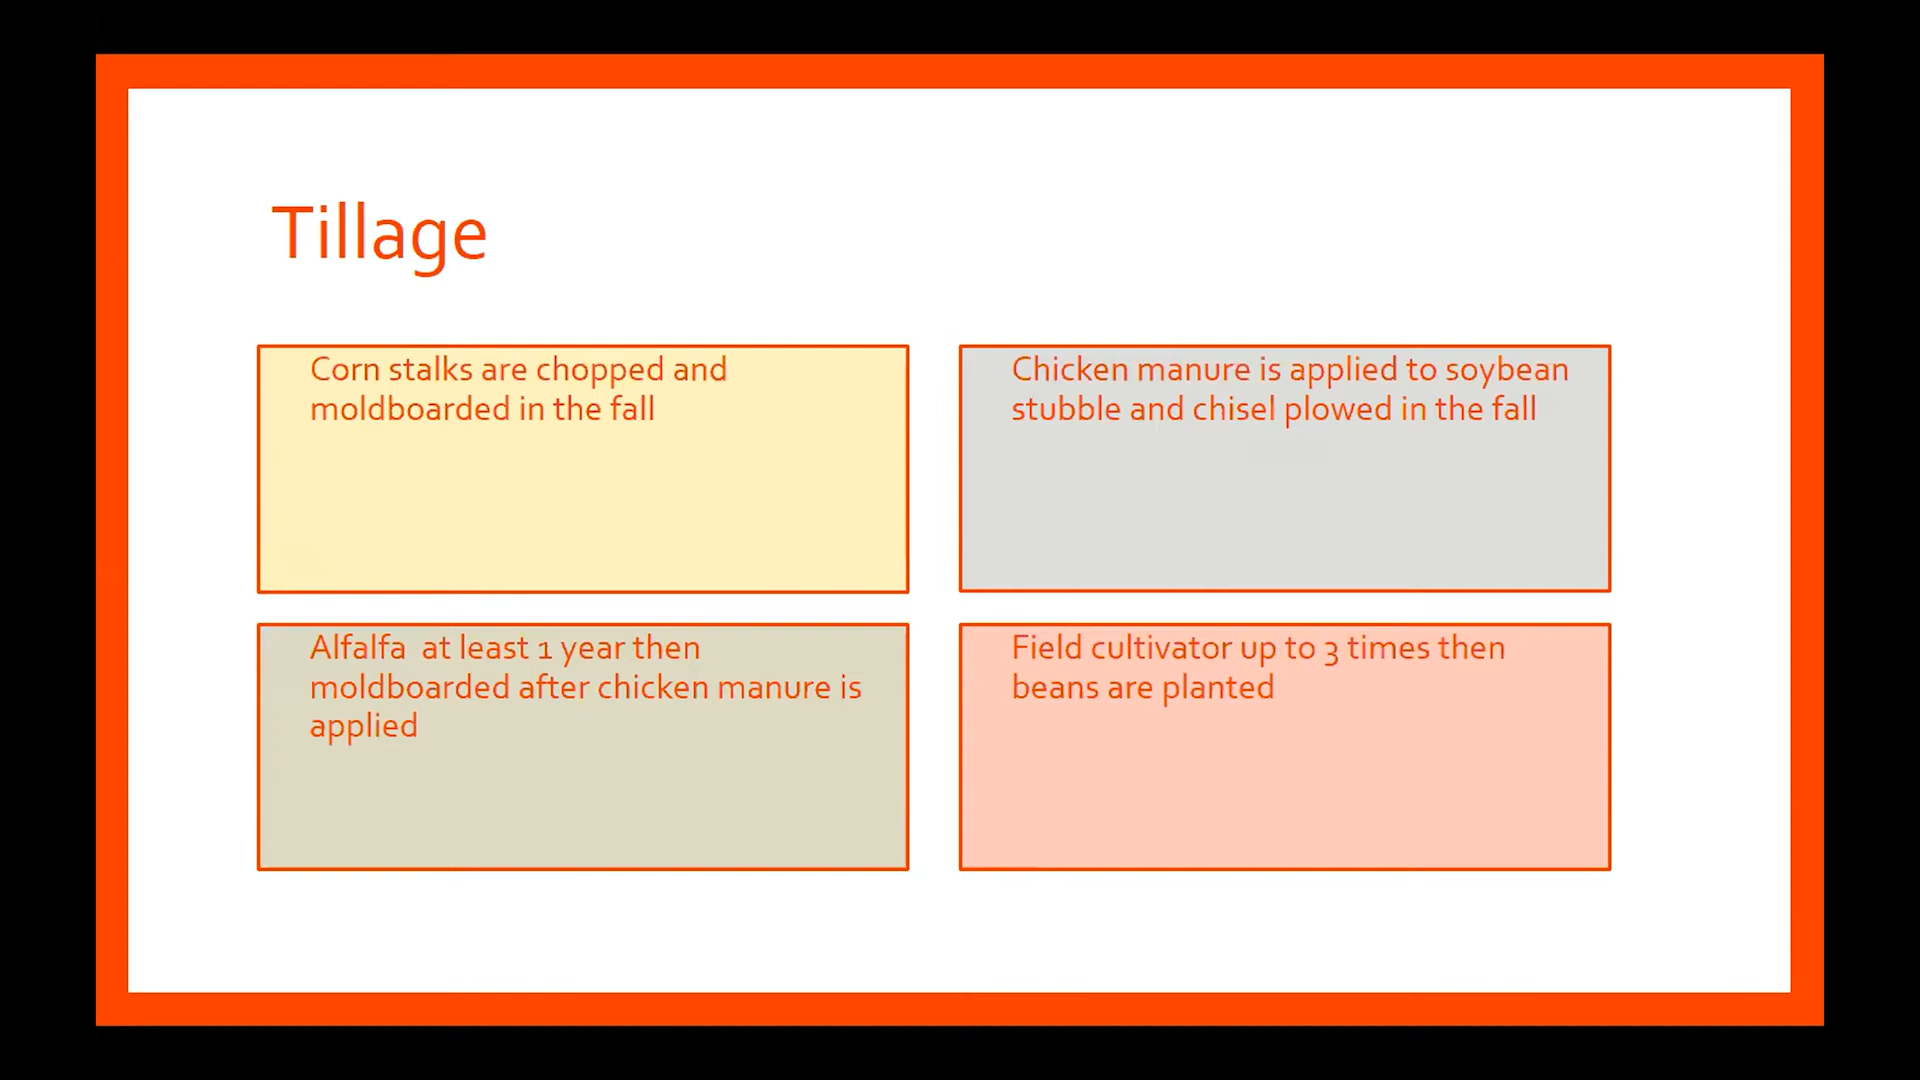 Tillage
Corn stalks are chopped and
moldboarded in the fall
Chicken manure is applied to soybean
stubble and chisel plowed in the fall
Alfalfa  at least 1 year then
moldboarded after chicken manure is
applied
Field cultivator up to 3 times then
beans are planted